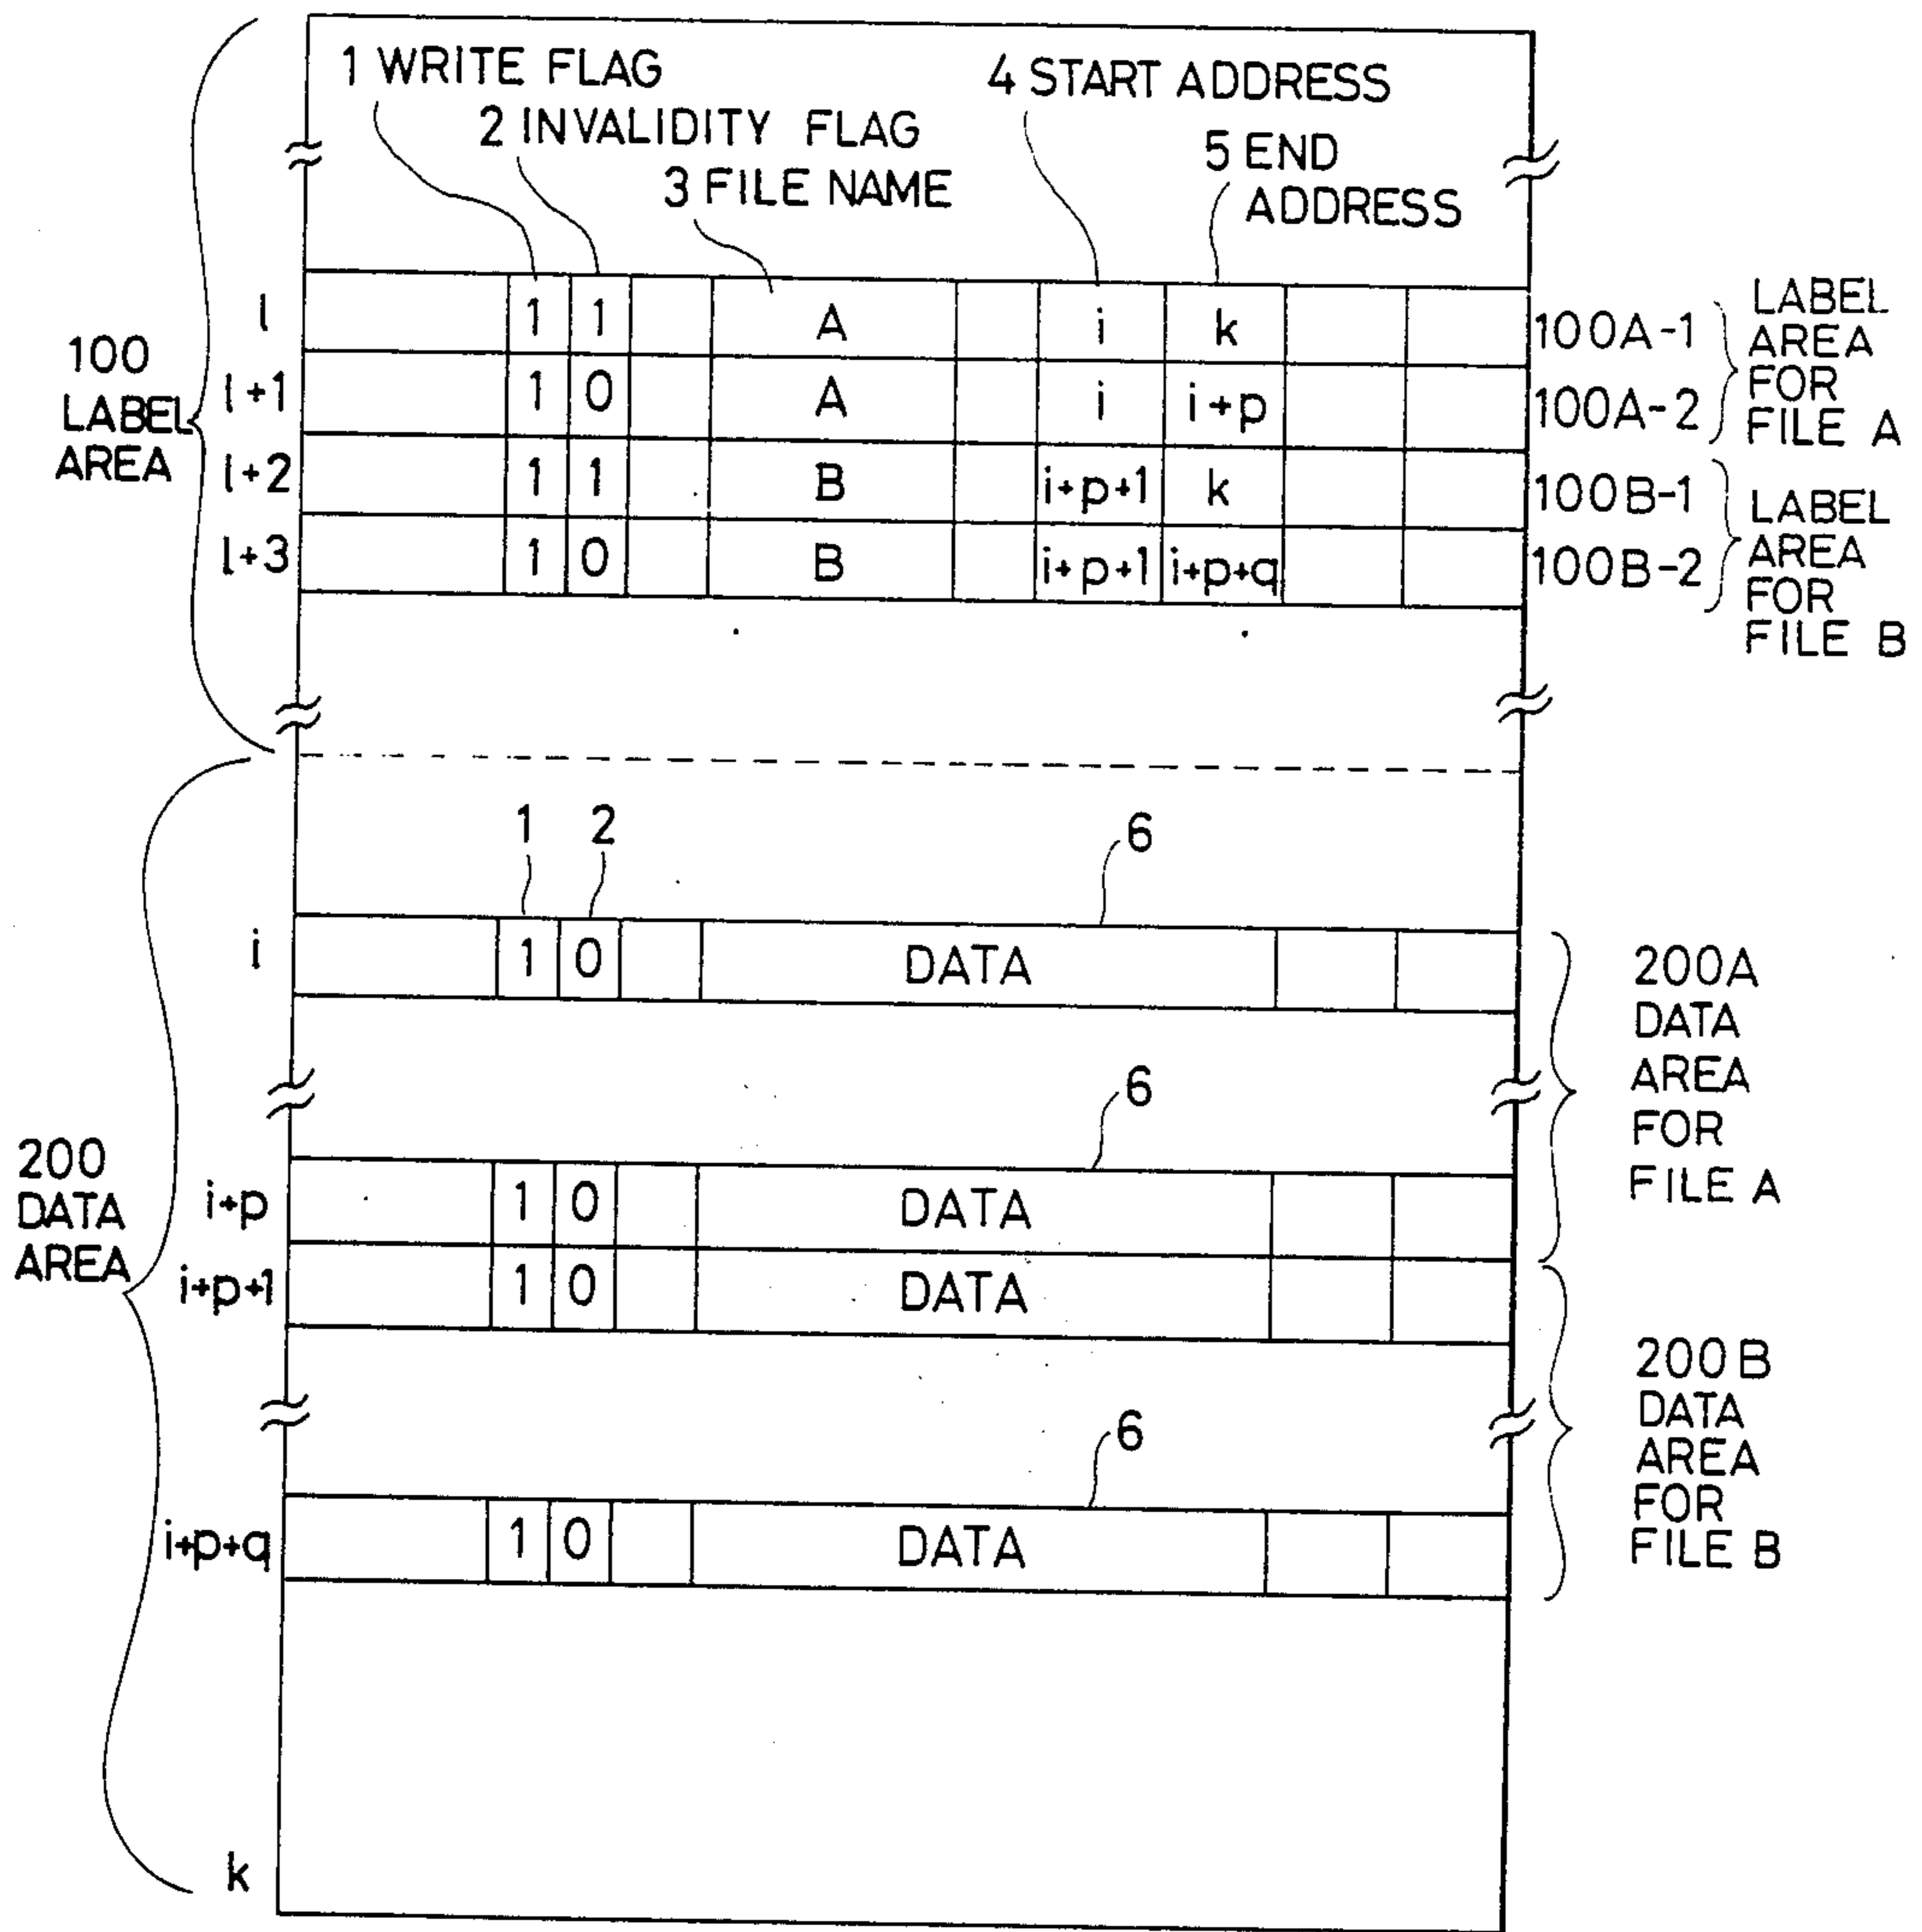 1 WRITE FLAG
4 START ADDRESS
2 INVALIDITY FLAG
5 END
ADDRESS
3 FILE NAME
100
LABEL
AREA
l 1 1 A i k 100A-1
l+1 1 0 A i i+p 100A-2
LABEL
AREA
FOR
FILE A
l+2 1 1 B i+p+1 k 100B-1
l+3 1 0 B i+p+1 i+p+q 100B-2
LABEL
AREA
FOR
FILE B
1 2 6
i 1 0 DATA
200A
DATA
AREA
FOR
FILE A
6
200
DATA
AREA
i+p 1 0 DATA
i+p+1 1 0 DATA
200B
DATA
AREA
FOR
FILE B
6
i+p+q 1 0 DATA
k